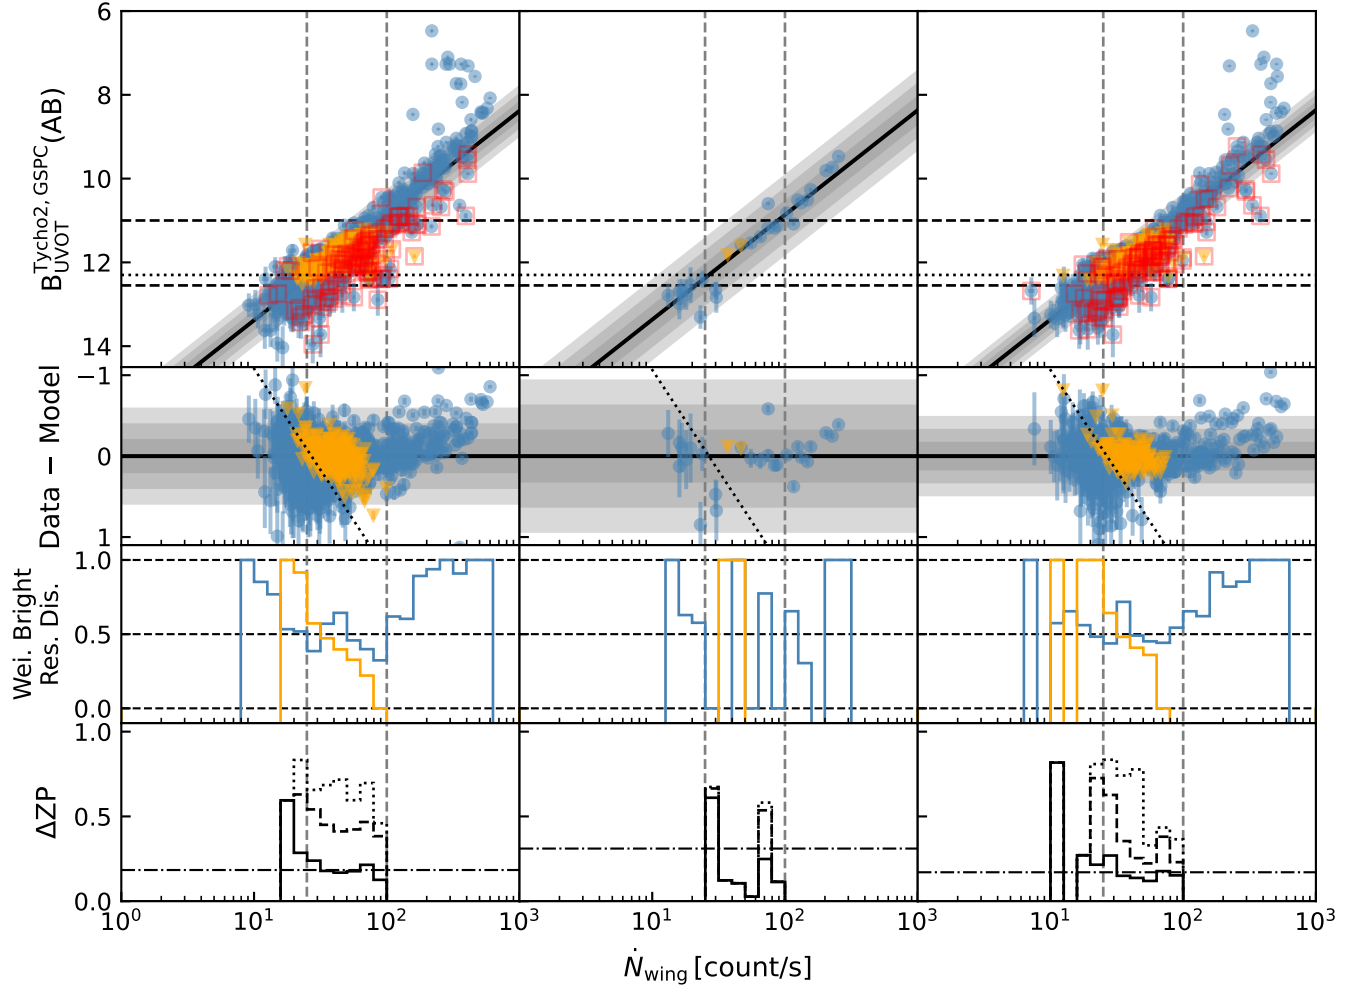 6
8
10
12
14
B_UVOT^Tycho2, GSPC (AB)
−1
0
1
Data − Model
1.0
0.5
0.0
Wei. Bright
Res. Dis.
1.0
0.5
0.0
ΔZP
10^0 10^1 10^2 10^3 10^1 10^2 10^3 10^1 10^2 10^3
Ṅ_wing [count/s]